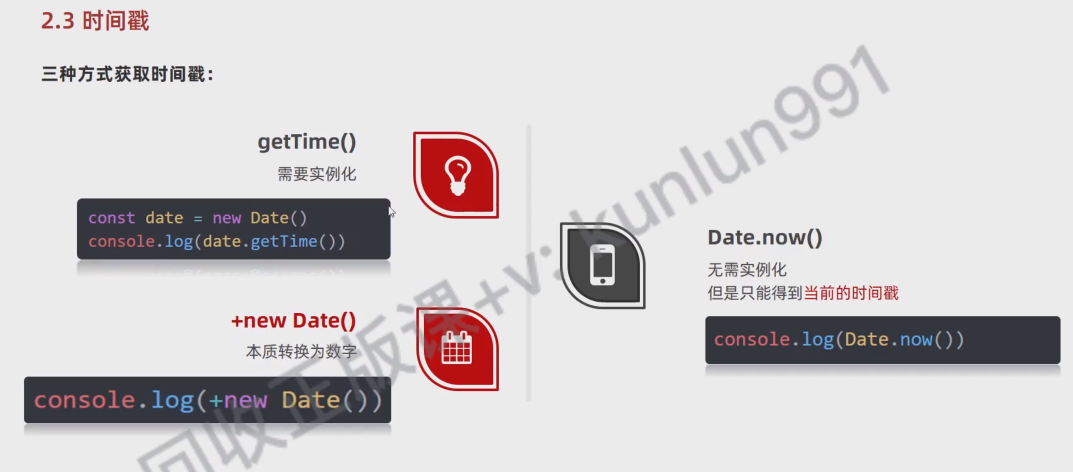 2.3 时间戳
三种方式获取时间戳：
getTime()
需要实例化
const date = new Date()
console.log(date.getTime())
+new Date()
本质转换为数字
console.log(+new Date())
Date.now()
无需实例化
但是只能得到当前的时间戳
console.log(Date.now())
回收正版课+v: kunlun991